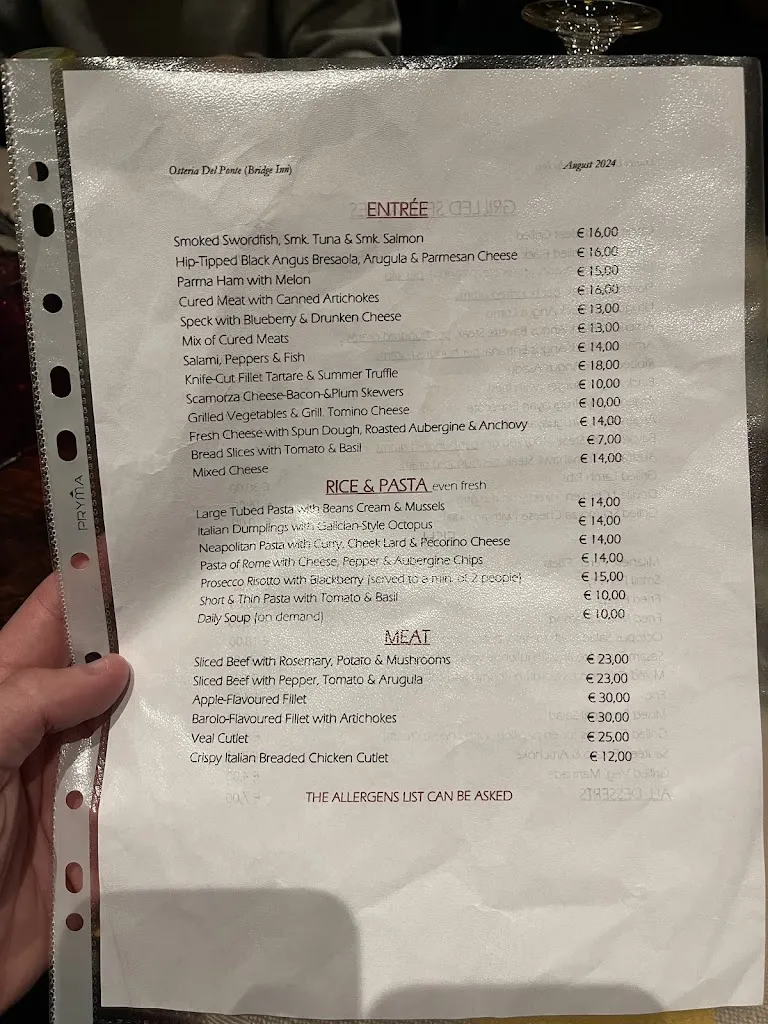 Osteria Del Ponte (Bridge Inn) August 2024
ENTRÉE
Smoked Swordfish, Smk. Tuna & Smk. Salmon € 16,00
Hip-Tipped Black Angus Bresaola, Arugula & Parmesan Cheese € 16,00
Parma Ham with Melon € 15,00
Cured Meat with Canned Artichokes € 16,00
Speck with Blueberry & Drunken Cheese € 13,00
Mix of Cured Meats € 13,00
Salami, Peppers & Fish € 14,00
Knife-Cut Fillet Tartare & Summer Truffle € 18,00
Scamorza Cheese-Bacon-&Plum Skewers € 10,00
Grilled Vegetables & Grill. Tomino Cheese € 10,00
Fresh Cheese with Spun Dough, Roasted Aubergine & Anchovy € 14,00
Bread Slices with Tomato & Basil € 7,00
Mixed Cheese € 14,00
RICE & PASTA even fresh
Large Tubed Pasta with Beans Cream & Mussels € 14,00
Italian Dumplings with Galician-Style Octopus € 14,00
Neapolitan Pasta with Curry, Cheek Lard & Pecorino Cheese € 14,00
Pasta of Rome with Cheese, Pepper & Aubergine Chips € 14,00
Prosecco Risotto with Blackberry (served to a min. of 2 people) € 15,00
Short & Thin Pasta with Tomato & Basil € 10,00
Daily Soup (on demand) € 10,00
MEAT
Sliced Beef with Rosemary, Potato & Mushrooms € 23,00
Sliced Beef with Pepper, Tomato & Arugula € 23,00
Apple-Flavoured Fillet € 30,00
Barolo-Flavoured Fillet with Artichokes € 30,00
Veal Cutlet € 25,00
Crispy Italian Breaded Chicken Cutlet € 12,00
THE ALLERGENS LIST CAN BE ASKED
PRYMA